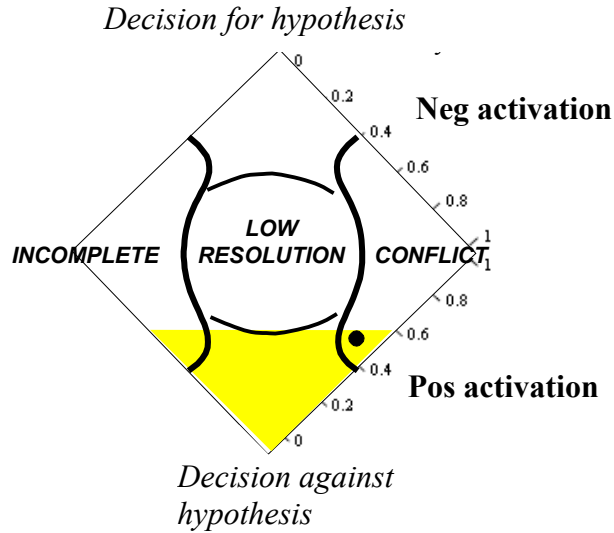 Decision for hypothesis
0
0.2
Neg activation
0.4
0.6
0.8
1
LOW
INCOMPLETE RESOLUTION CONFLICT
1
0.8
0.6
0.4
Pos activation
0.2
0
Decision against
hypothesis